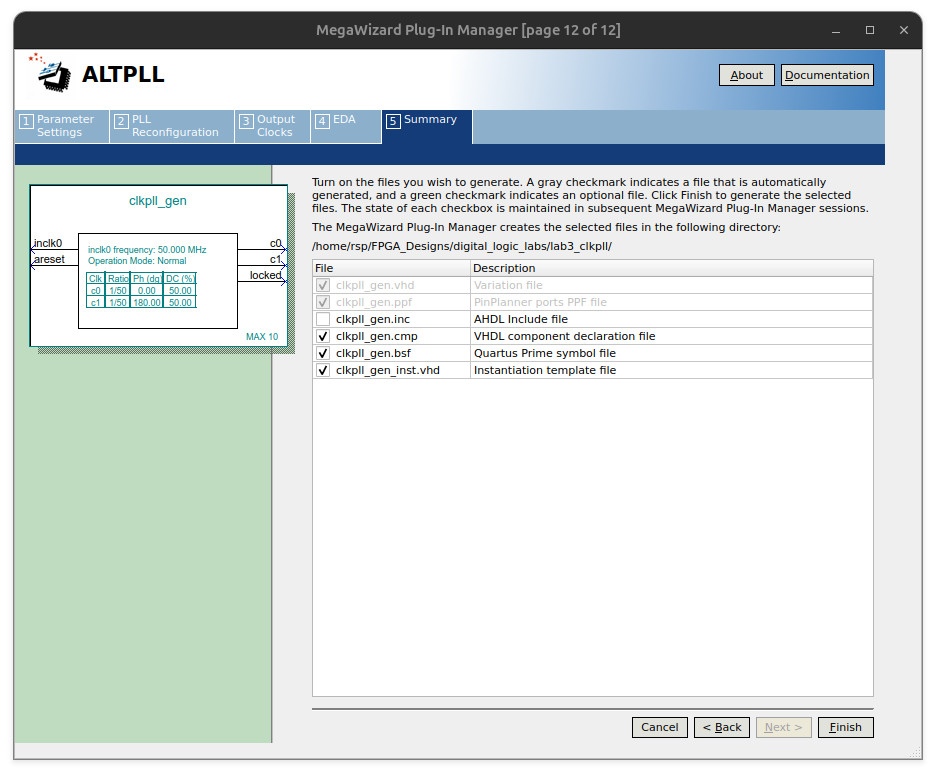 MegaWizard Plug-In Manager [page 12 of 12]
ALTPLL
About
Documentation
1 Parameter Settings
2 PLL Reconfiguration
3 Output Clocks
4 EDA
5 Summary
clkpll_gen
inclk0
areset
inclk0 frequency: 50.000 MHz
Operation Mode: Normal
Clk Ratio Ph (dg) DC (%)
c0 1/50 0.00 50.00
c1 1/50 180.00 50.00
c0
c1
locked
MAX 10
Turn on the files you wish to generate. A gray checkmark indicates a file that is automatically
generated, and a green checkmark indicates an optional file. Click Finish to generate the selected
files. The state of each checkbox is maintained in subsequent MegaWizard Plug-In Manager sessions.
The MegaWizard Plug-In Manager creates the selected files in the following directory:
/home/rsp/FPGA_Designs/digital_logic_labs/lab3_clkpll/
File Description
clkpll_gen.vhd Variation file
clkpll_gen.ppf PinPlanner ports PPF file
clkpll_gen.inc AHDL Include file
clkpll_gen.cmp VHDL component declaration file
clkpll_gen.bsf Quartus Prime symbol file
clkpll_gen_inst.vhd Instantiation template file
Cancel
< Back
Next >
Finish